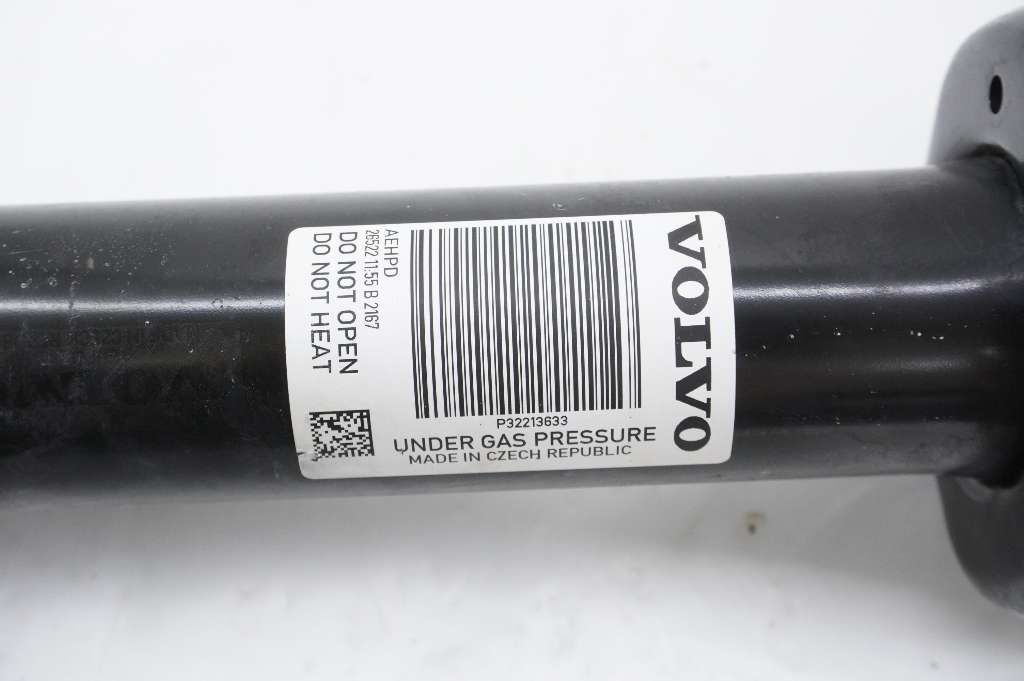 VOLVO
P32213633
UNDER GAS PRESSURE
MADE IN CZECH REPUBLIC
AEHPD
26522 11:55 B 2167
DO NOT OPEN
DO NOT HEAT